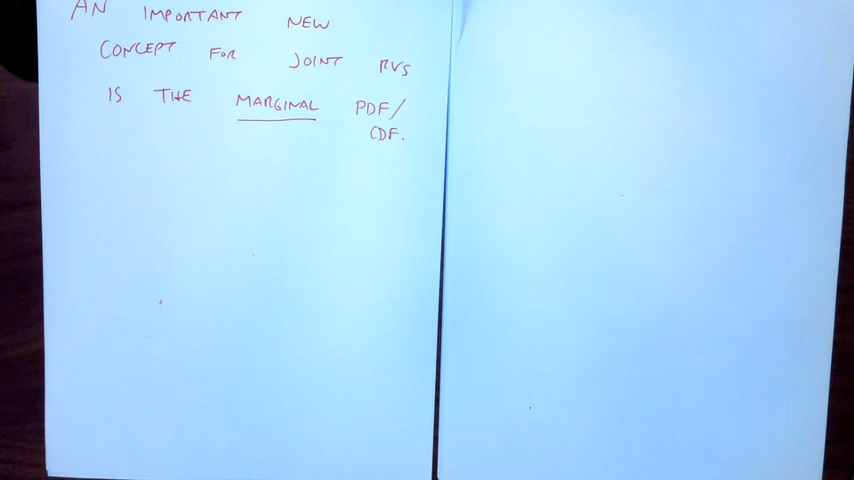 AN IMPORTANT NEW
CONCEPT FOR JOINT RVS
IS THE MARGINAL PDF/
CDF.